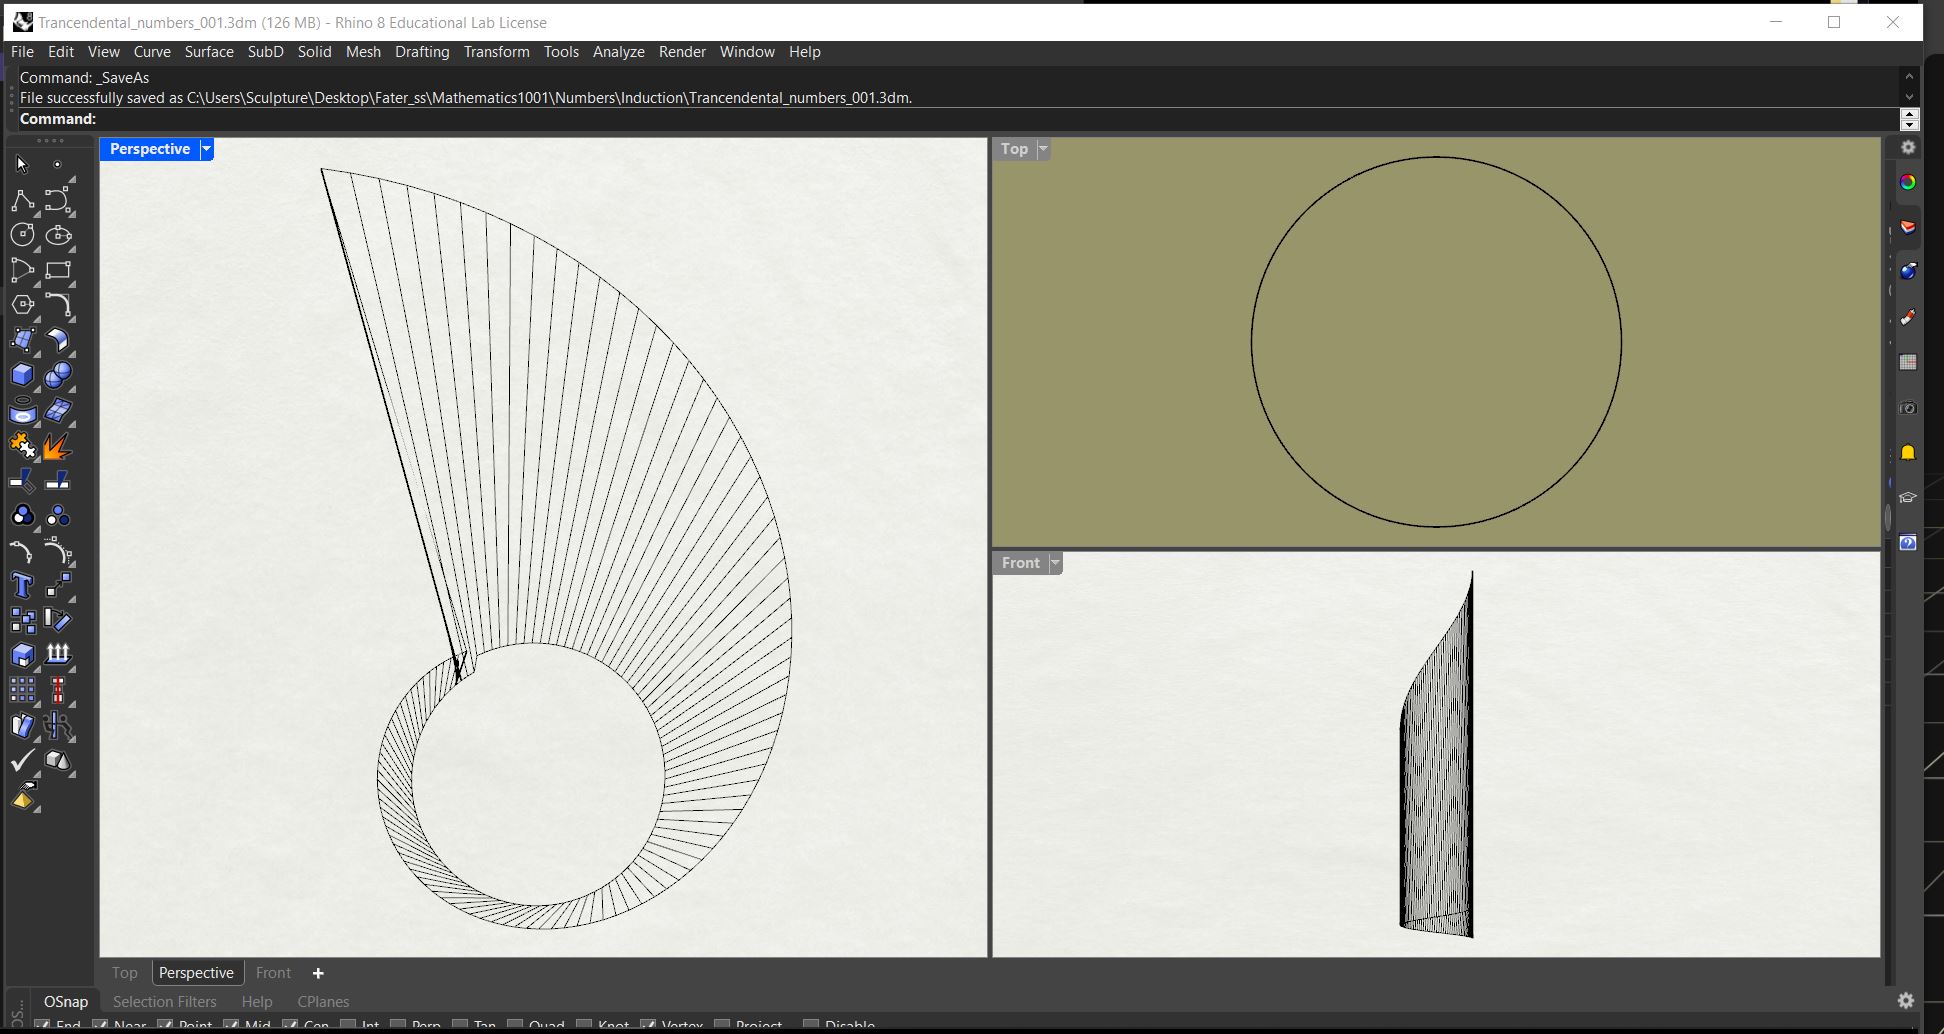 Trancendental_numbers_001.3dm (126 MB) - Rhino 8 Educational Lab License
File Edit View Curve Surface SubD Solid Mesh Drafting Transform Tools Analyze Render Window Help
Command: _SaveAs
File successfully saved as C:\Users\Sculpture\Desktop\Fater_ss\Mathematics1001\Numbers\Induction\Trancendental_numbers_001.3dm.
Command:
Perspective
Top
Front
Top Perspective Front +
OSnap Selection Filters Help CPlanes
End Near Point Mid Cen Int Perp Tan Quad Knot Vertex Project Disable